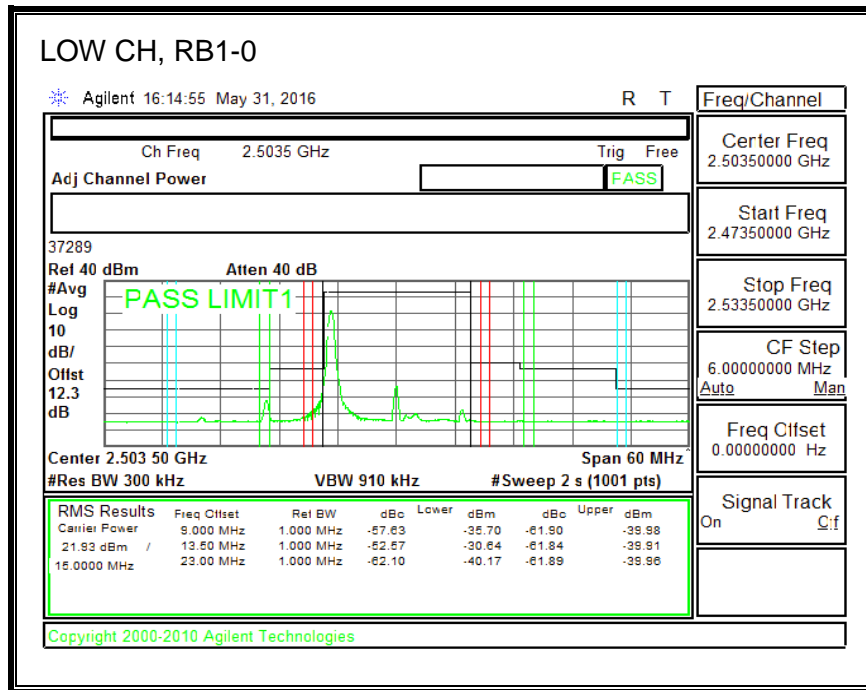 LOW CH, RB1-0
Agilent 16:14:55 May 31, 2016 R T
Freq/Channel
Ch Freq 2.5035 GHz Trig Free
Adj Channel Power PASS
Center Freq
2.50350000 GHz
Start Freq
2.47350000 GHz
Stop Freq
2.53350000 GHz
CF Step
6.00000000 MHz
Auto Man
Freq Offset
0.00000000 Hz
Signal Track
On Off
37289
Ref 40 dBm Atten 40 dB
#Avg
Log
10
dB/
Offst
12.3
dB
PASS LIMIT1
Center 2.503 50 GHz Span 60 MHz
#Res BW 300 kHz VBW 910 kHz #Sweep 2 s (1001 pts)
RMS Results Freq Offset Ref BW dBc Lower dBm dBc Upper dBm
Carrier Power 9.000 MHz 1.000 MHz -57.63 -35.70 -61.90 -39.98
21.93 dBm / 13.50 MHz 1.000 MHz -52.57 -30.64 -61.84 -39.91
15.0000 MHz 23.00 MHz 1.000 MHz -62.10 -40.17 -61.89 -39.96
Copyright 2000-2010 Agilent Technologies